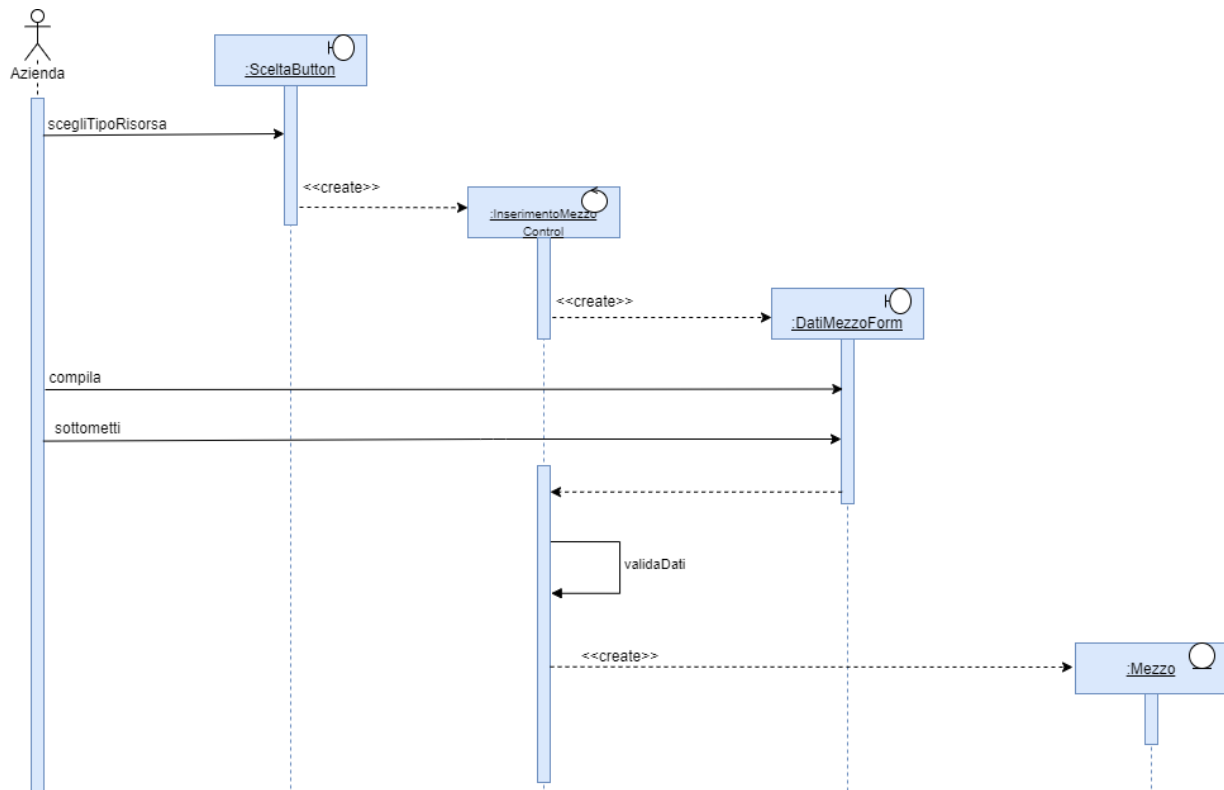 Azienda
:SceltaButton
scegliTipoRisorsa
<<create>>
:InserimentoMezzo
Control
<<create>>
:DatiMezzoForm
compila
sottometti
validaDati
<<create>>
:Mezzo